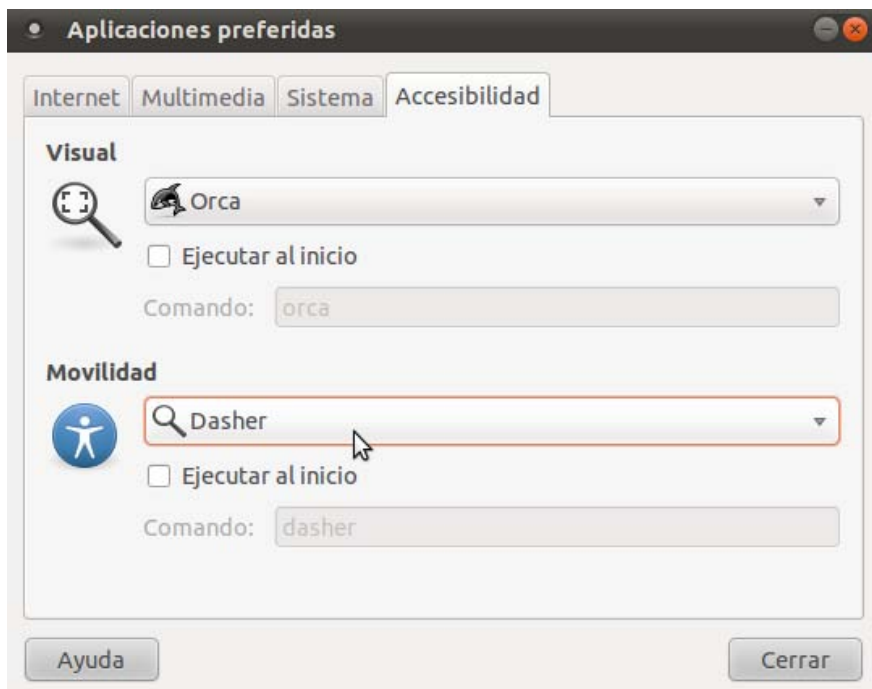 Aplicaciones preferidas
Internet Multimedia Sistema Accesibilidad
Visual
Orca
Ejecutar al inicio
Comando: orca
Movilidad
Dasher
Ejecutar al inicio
Comando: dasher
Ayuda Cerrar